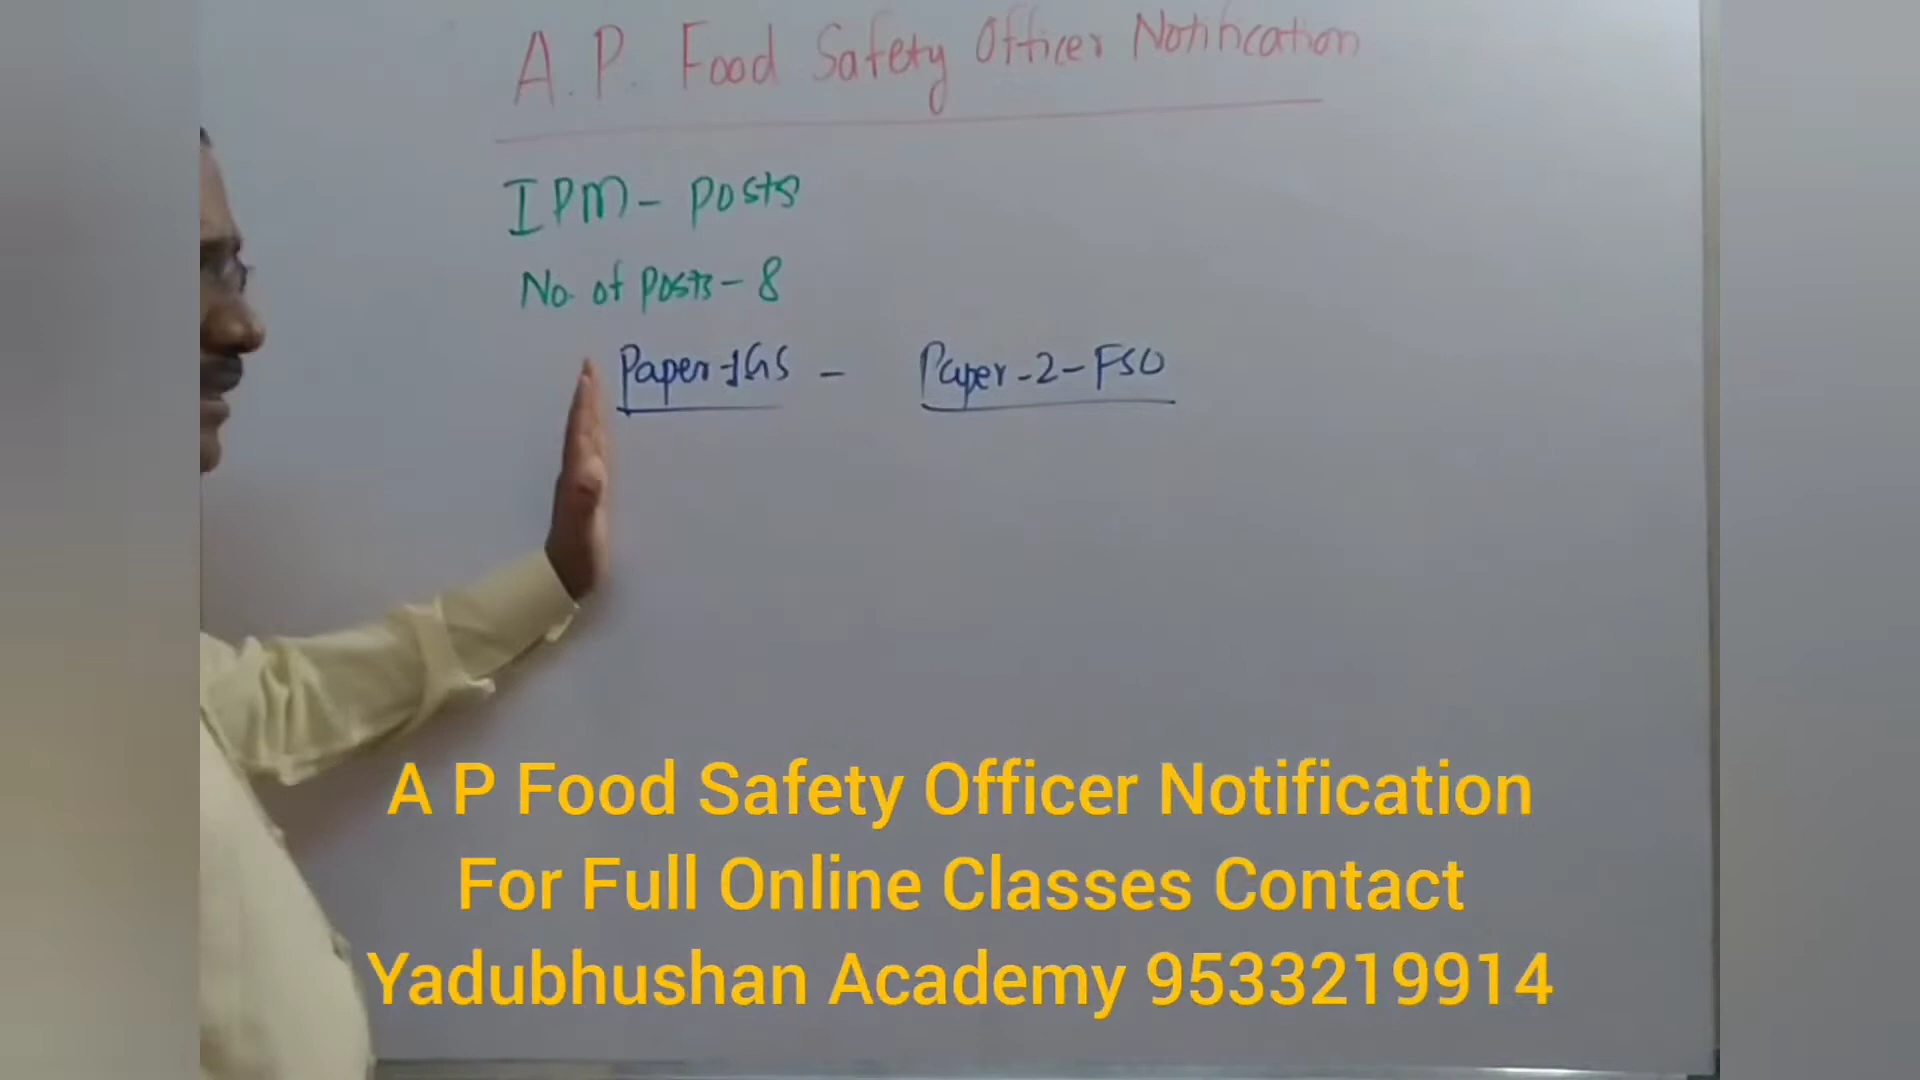 A. P. Food Safety Officer Notification
IPM - Posts
No. of Posts - 8
Paper-1GS - Paper-2-FSO
A P Food Safety Officer Notification
For Full Online Classes Contact
Yadubhushan Academy 9533219914